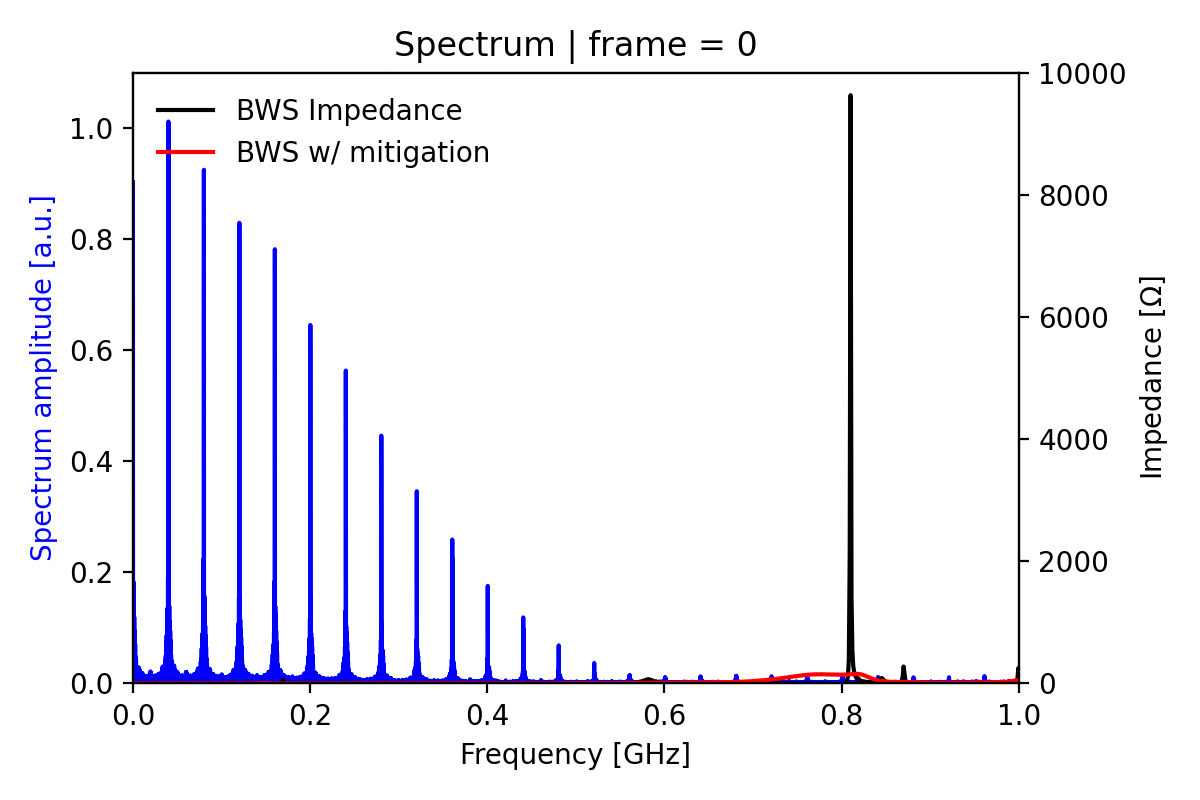 Spectrum | frame = 0
BWS Impedance
BWS w/ mitigation
Spectrum amplitude [a.u.]
1.0
0.8
0.6
0.4
0.2
0.0
10000
8000
6000
4000
2000
0
Impedance [Ω]
0.0 0.2 0.4 0.6 0.8 1.0
Frequency [GHz]